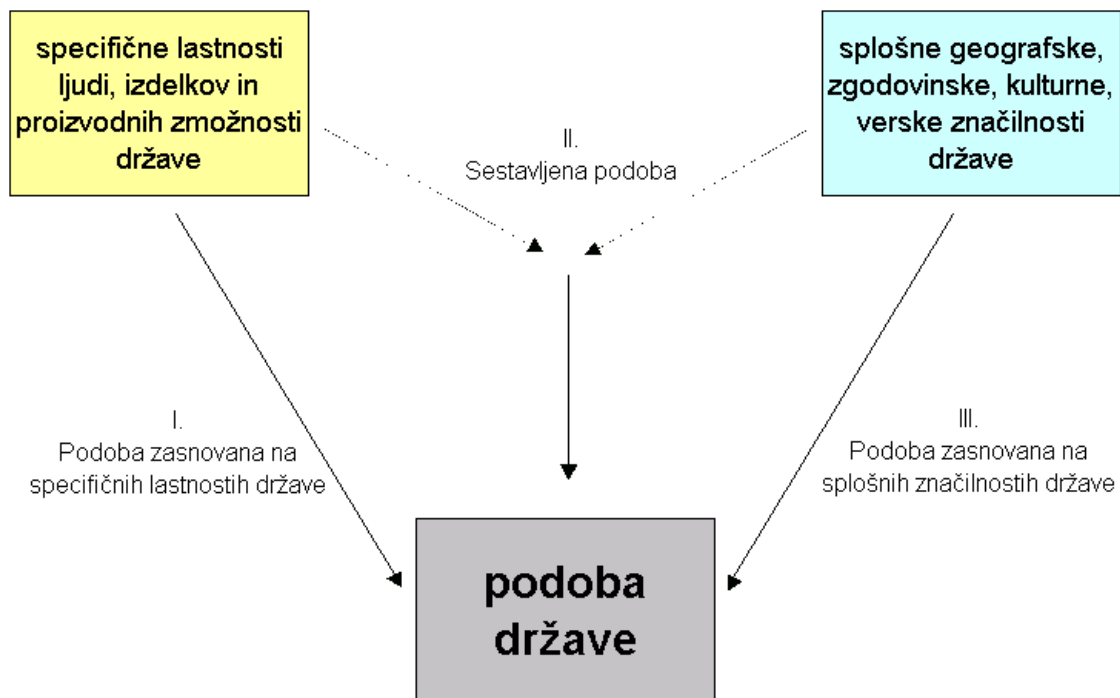 specifične lastnosti
ljudi, izdelkov in
proizvodnih zmožnosti
države
splošne geografske,
zgodovinske, kulturne,
verske značilnosti
države
II.
Sestavljena podoba
I.
Podoba zasnovana na
specifičnih lastnostih države
III.
Podoba zasnovana na
splošnih značilnostih države
podoba
države